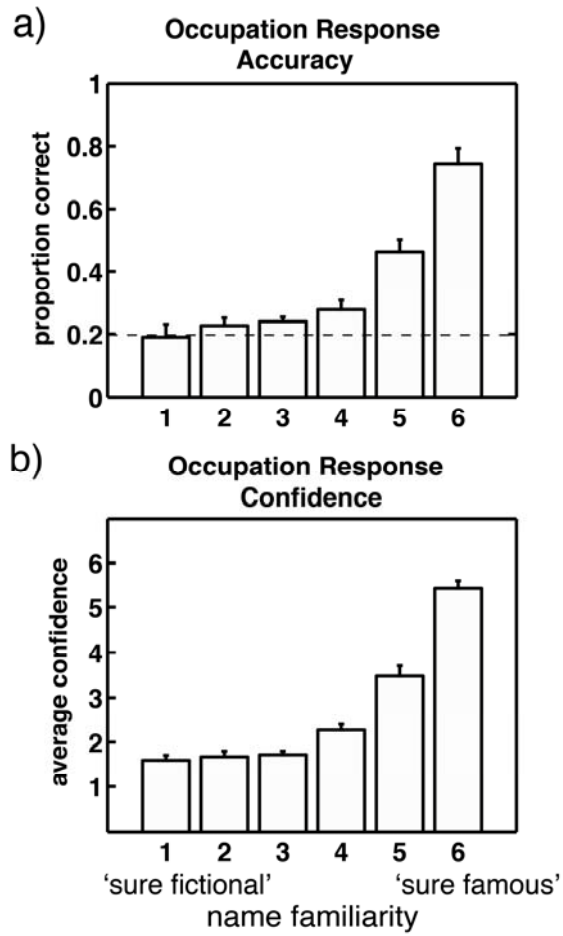 a)
Occupation Response
Accuracy
proportion correct
1
0.8
0.6
0.4
0.2
0
1 2 3 4 5 6
b)
Occupation Response
Confidence
average confidence
6
5
4
3
2
1
1 2 3 4 5 6
‘sure fictional’ ‘sure famous’
name familiarity